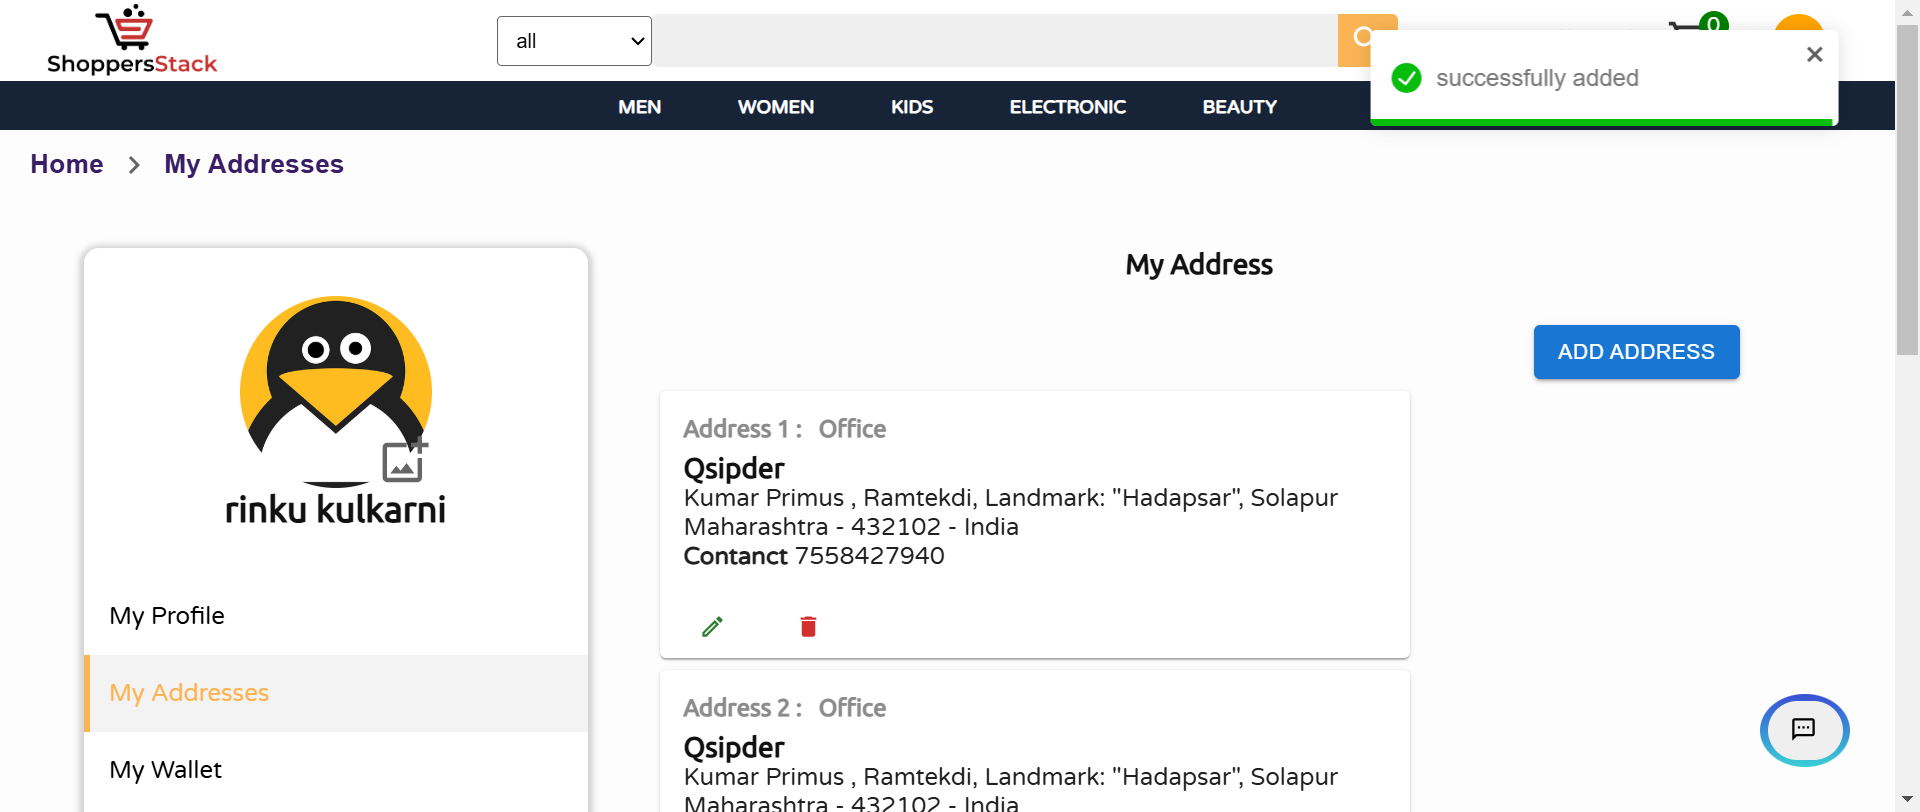 ShoppersStack
all
0
successfully added
MEN WOMEN KIDS ELECTRONIC BEAUTY
Home > My Addresses
My Address
ADD ADDRESS
rinku kulkarni
My Profile
My Addresses
My Wallet
Address 1 : Office
Qsipder
Kumar Primus , Ramtekdi, Landmark: "Hadapsar", Solapur
Maharashtra - 432102 - India
Contanct 7558427940
Address 2 : Office
Qsipder
Kumar Primus , Ramtekdi, Landmark: "Hadapsar", Solapur
Maharashtra - 432102 - India